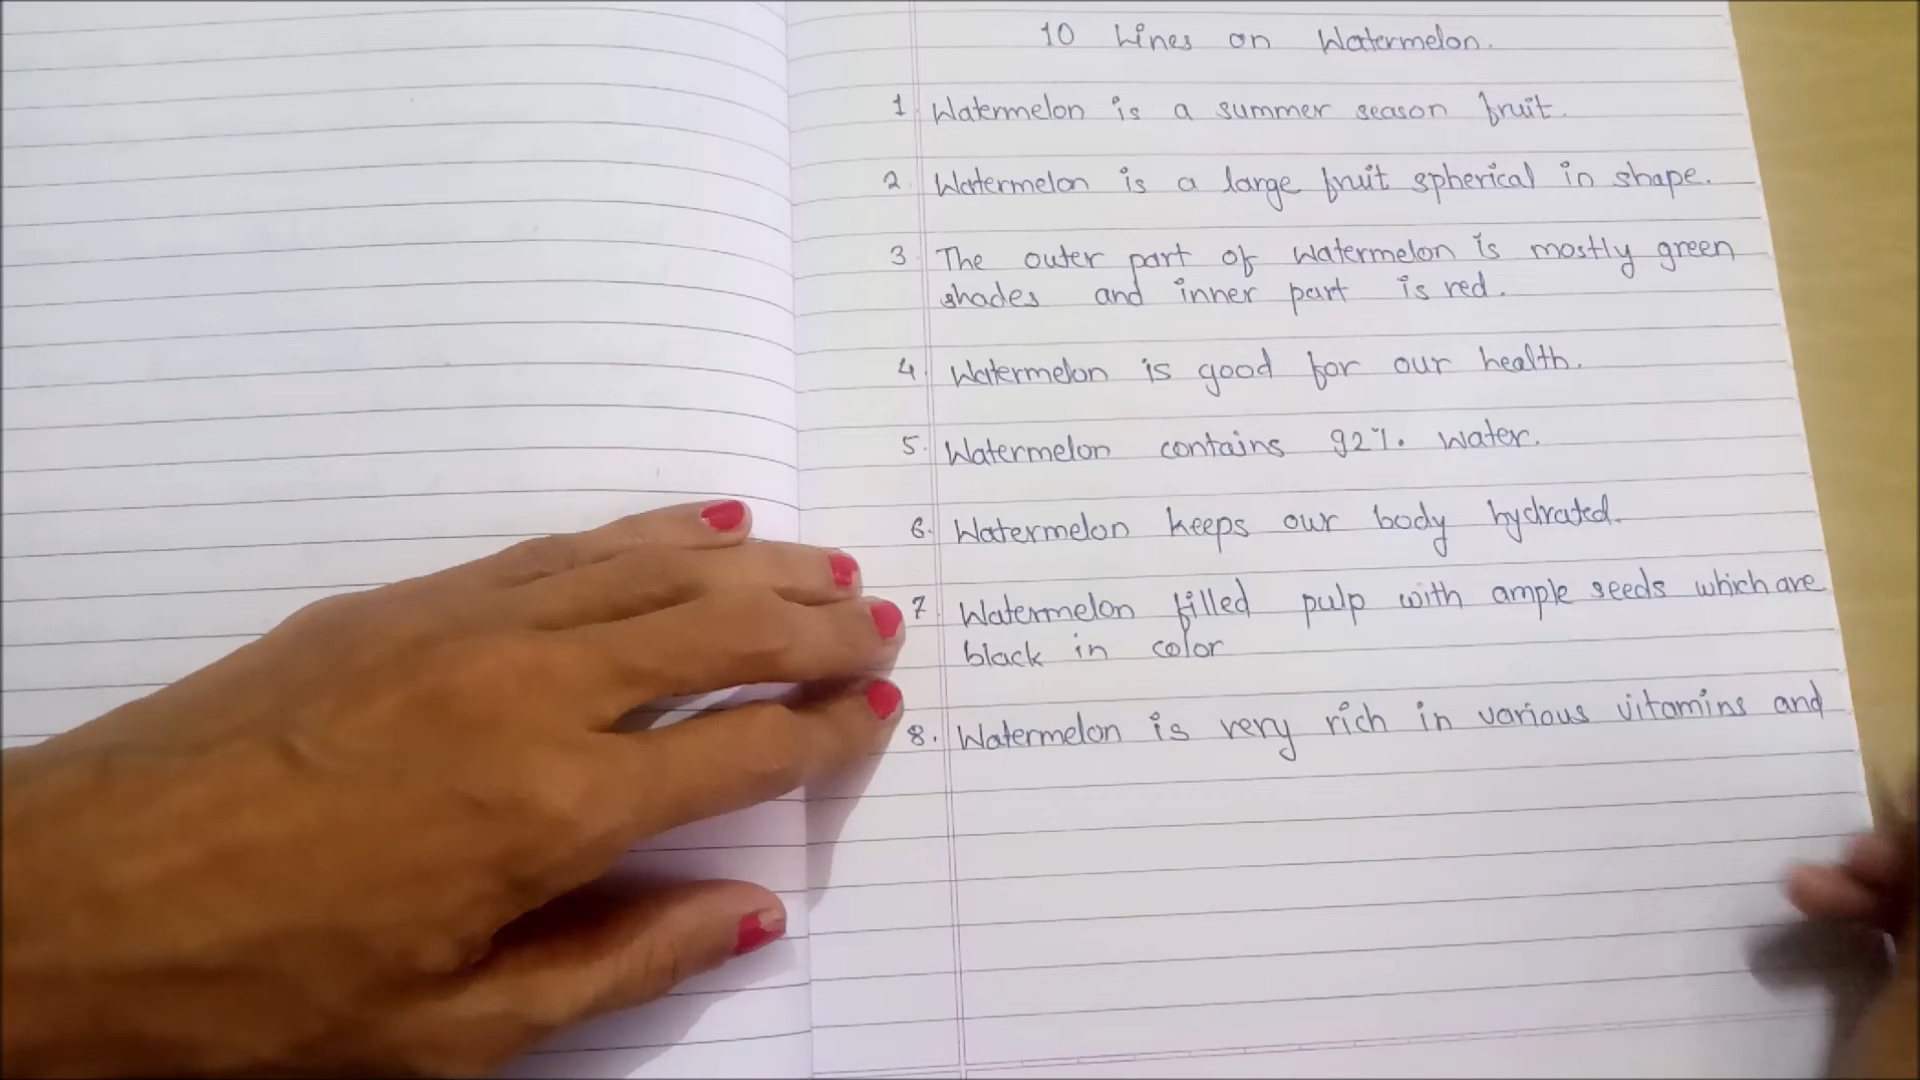 10 Lines on Watermelon.
1 Watermelon is a summer season fruit.
2. Watermelon is a large fruit spherical in shape.
3 The outer part of watermelon is mostly green
shades and inner part is red.
4. Watermelon is good for our health.
5. Watermelon contains 92% water.
6. Watermelon keeps our body hydrated.
7. Watermelon filled pulp with ample seeds which are
black in color
8. Watermelon is very rich in various vitamins and